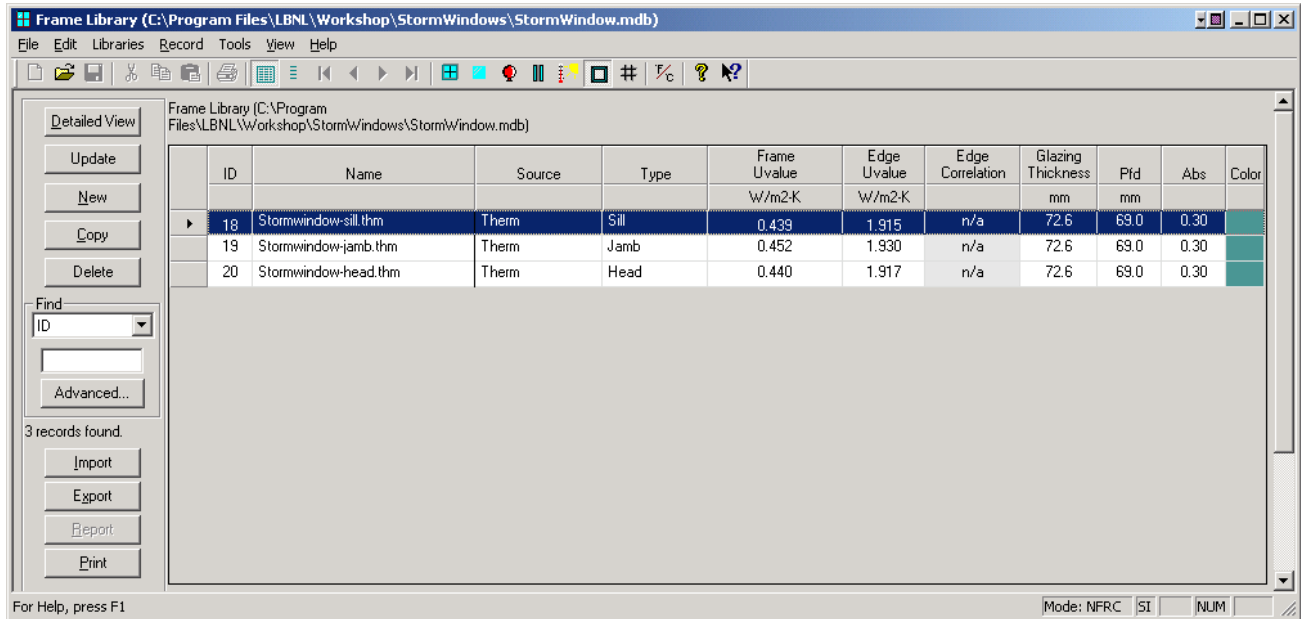 Frame Library (C:\Program Files\LBNL\Workshop\StormWindows\StormWindow.mdb)
File Edit Libraries Record Tools View Help
Detailed View
Update
New
Copy
Delete
Find
ID
Advanced...
3 records found.
Import
Export
Report
Print
Frame Library (C:\Program
Files\LBNL\Workshop\StormWindows\StormWindow.mdb)
ID Name Source Type Frame Uvalue Edge Uvalue Edge Correlation Glazing Thickness Pfd Abs Color
W/m2-K W/m2-K mm mm
18 Stormwindow-sill.thm Therm Sill 0.439 1.915 n/a 72.6 69.0 0.30
19 Stormwindow-jamb.thm Therm Jamb 0.452 1.930 n/a 72.6 69.0 0.30
20 Stormwindow-head.thm Therm Head 0.440 1.917 n/a 72.6 69.0 0.30
For Help, press F1 Mode: NFRC SI NUM